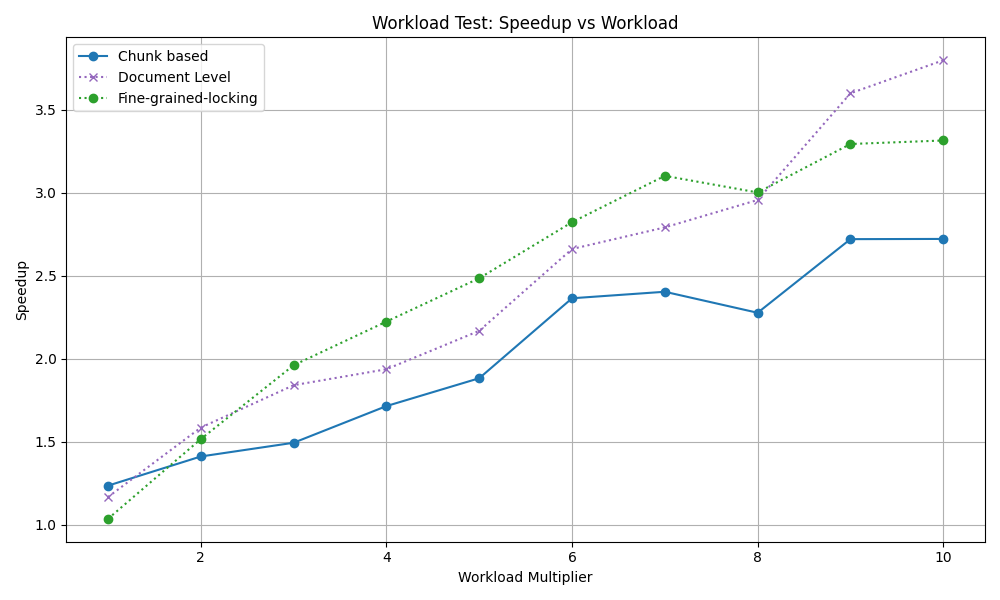 Workload Test: Speedup vs Workload
Chunk based
Document Level
Fine-grained-locking
Speedup
3.5
3.0
2.5
2.0
1.5
1.0
2
4
6
8
10
Workload Multiplier